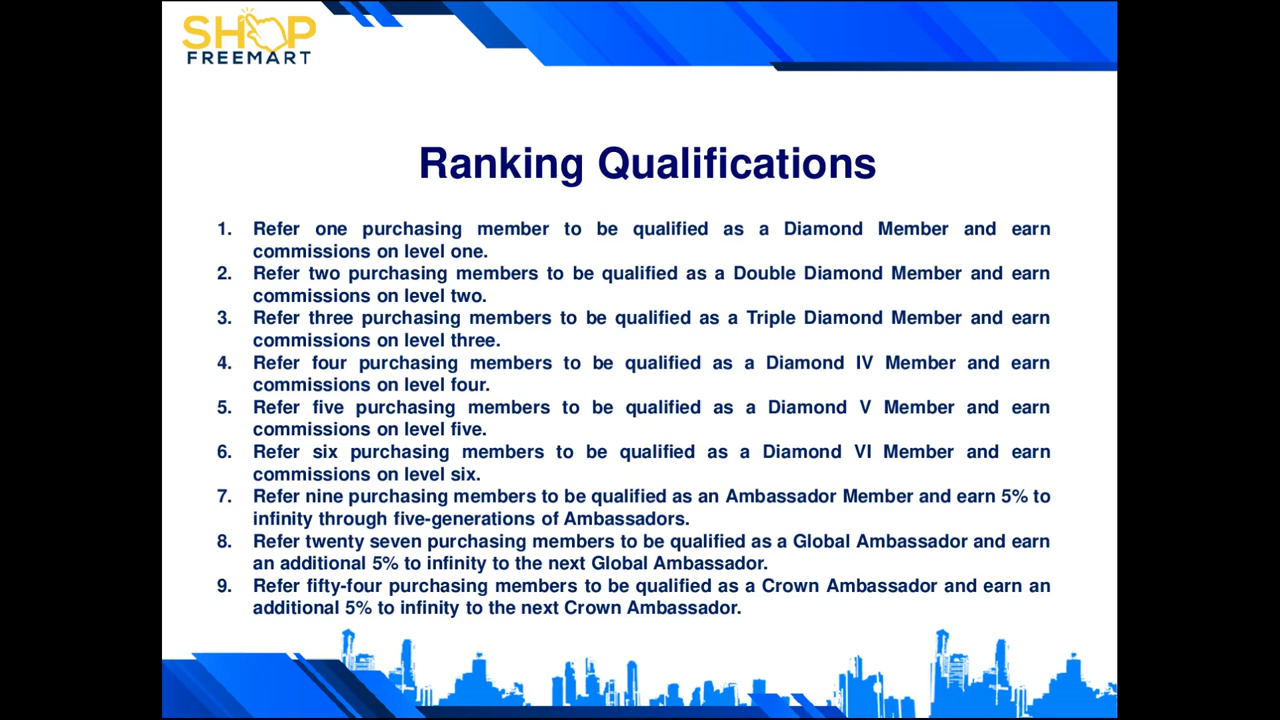 SHOP
FREEMART
Ranking Qualifications
1. Refer one purchasing member to be qualified as a Diamond Member and earn
commissions on level one.
2. Refer two purchasing members to be qualified as a Double Diamond Member and earn
commissions on level two.
3. Refer three purchasing members to be qualified as a Triple Diamond Member and earn
commissions on level three.
4. Refer four purchasing members to be qualified as a Diamond IV Member and earn
commissions on level four.
5. Refer five purchasing members to be qualified as a Diamond V Member and earn
commissions on level five.
6. Refer six purchasing members to be qualified as a Diamond VI Member and earn
commissions on level six.
7. Refer nine purchasing members to be qualified as an Ambassador Member and earn 5% to
infinity through five-generations of Ambassadors.
8. Refer twenty seven purchasing members to be qualified as a Global Ambassador and earn
an additional 5% to infinity to the next Global Ambassador.
9. Refer fifty-four purchasing members to be qualified as a Crown Ambassador and earn an
additional 5% to infinity to the next Crown Ambassador.